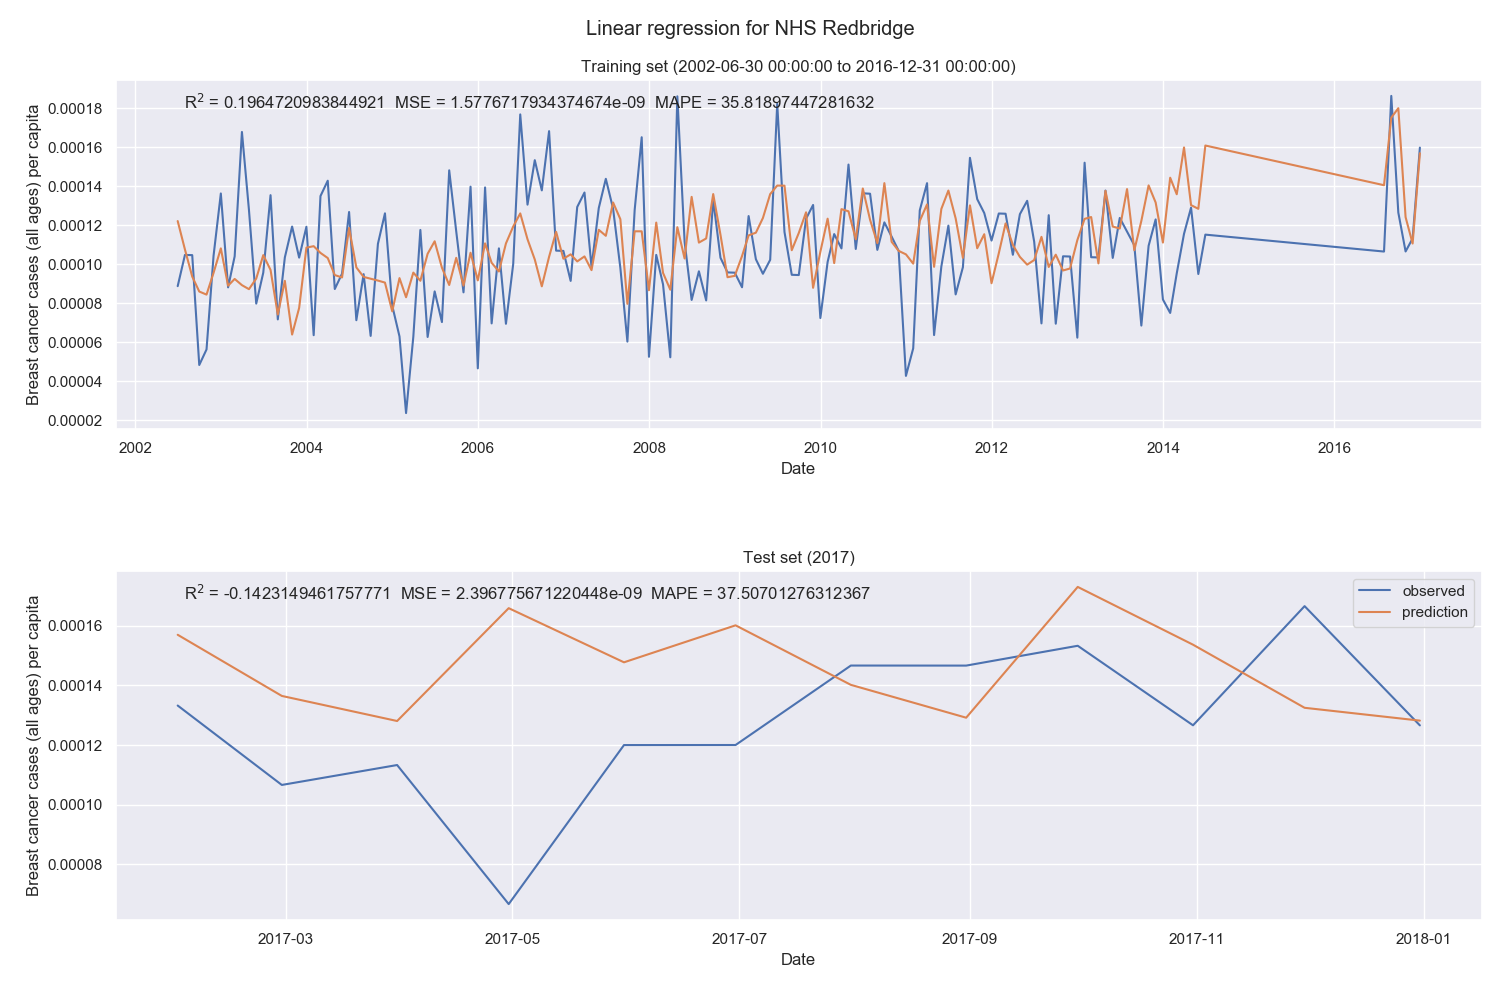 Linear regression for NHS Redbridge
Training set (2002-06-30 00:00:00 to 2016-12-31 00:00:00)
R² = 0.1964720983844921 MSE = 1.5776717934374674e-09 MAPE = 35.81897447281632
Breast cancer cases (all ages) per capita
0.00018
0.00016
0.00014
0.00012
0.00010
0.00008
0.00006
0.00004
0.00002
2002 2004 2006 2008 2010 2012 2014 2016
Date
Test set (2017)
R² = -0.1423149461757771 MSE = 2.396775671220448e-09 MAPE = 37.50701276312367
observed
prediction
Breast cancer cases (all ages) per capita
0.00016
0.00014
0.00012
0.00010
0.00008
2017-03 2017-05 2017-07 2017-09 2017-11 2018-01
Date